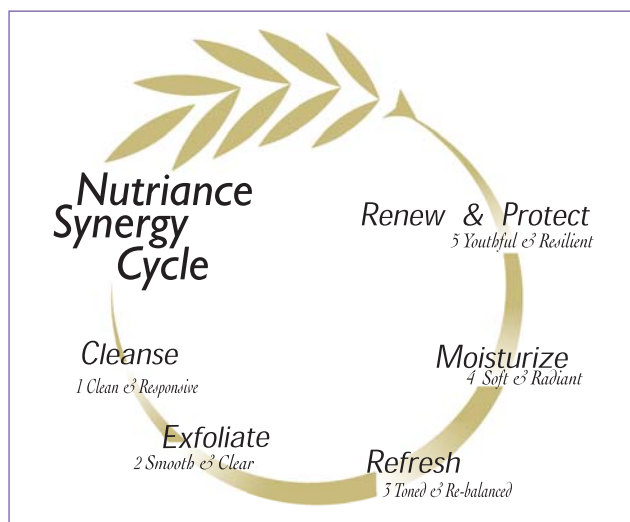 Nutriance
Synergy
Cycle
Cleanse
1 Clean & Responsive
Exfoliate
2 Smooth & Clear
Refresh
3 Toned & Re-balanced
Moisturize
4 Soft & Radiant
Renew & Protect
5 Youthful & Resilient